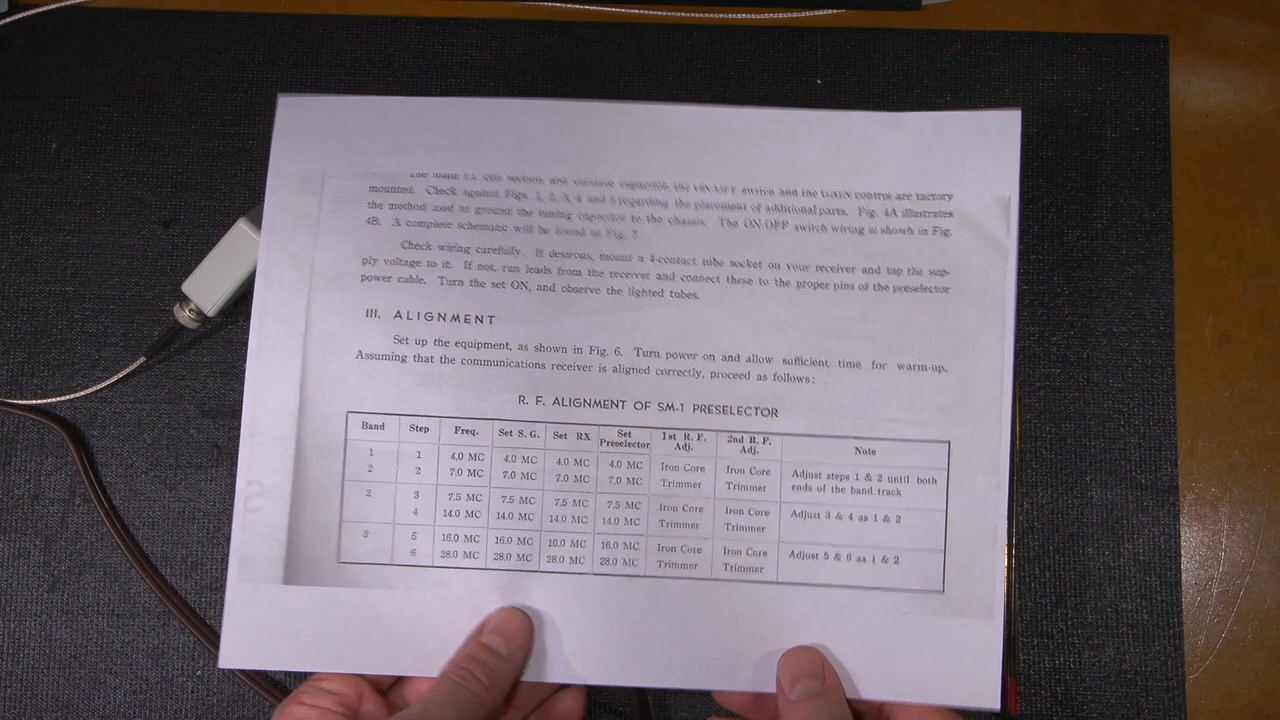 and the GAIN control are factory
mounted. Check against Figs. 1, 2, 3, 4 and 5 regarding the placement of additional parts. Fig. 4A illustrates
the method used to ground the tuning capacitor to the chassis. The ON-OFF switch wiring is shown in Fig.
4B. A complete schematic will be found in Fig.
Check wiring carefully. If desirous, mount a 4-contact tube socket on your receiver and tap the sup-
ply voltage to it. If not, run leads from the receiver and connect these to the proper pins of the preselector
power cable. Turn the set ON, and observe the lighted tubes.
III. ALIGNMENT
Set up the equipment, as shown in Fig. 6. Turn power on and allow sufficient time for warm-up.
Assuming that the communications receiver is aligned correctly, proceed as follows:
R. F. ALIGNMENT OF SM-1 PRESELECTOR
Band Step Freq. Set S. G. Set RX Set Preselector 1st R. F. Adj. 2nd R. F. Adj. Note
1 1 4.0 MC 4.0 MC 4.0 MC 4.0 MC Iron Core Iron Core Adjust steps 1 & 2 until both
2 2 7.0 MC 7.0 MC 7.0 MC 7.0 MC Trimmer Trimmer ends of the band track
2 3 7.5 MC 7.5 MC 7.5 MC 7.5 MC Iron Core Iron Core Adjust 3 & 4 as 1 & 2
4 14.0 MC 14.0 MC 14.0 MC 14.0 MC Trimmer Trimmer
3 5 16.0 MC 16.0 MC 16.0 MC 16.0 MC Iron Core Iron Core Adjust 5 & 6 as 1 & 2
6 28.0 MC 28.0 MC 28.0 MC 28.0 MC Trimmer Trimmer